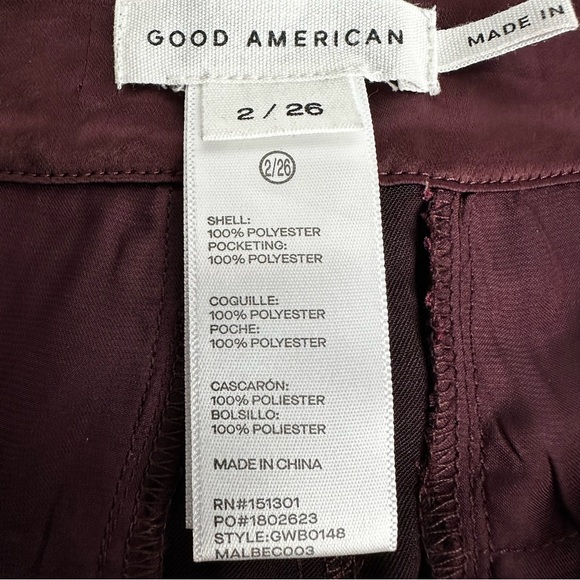 GOOD AMERICAN
MADE IN
2 / 26
2/26
SHELL:
100% POLYESTER
POCKETING:
100% POLYESTER
COQUILLE:
100% POLYESTER
POCHE:
100% POLYESTER
CASCARÓN:
100% POLIESTER
BOLSILLO:
100% POLIESTER
MADE IN CHINA
RN#151301
PO#1802623
STYLE:GWB0148
MALBEC003